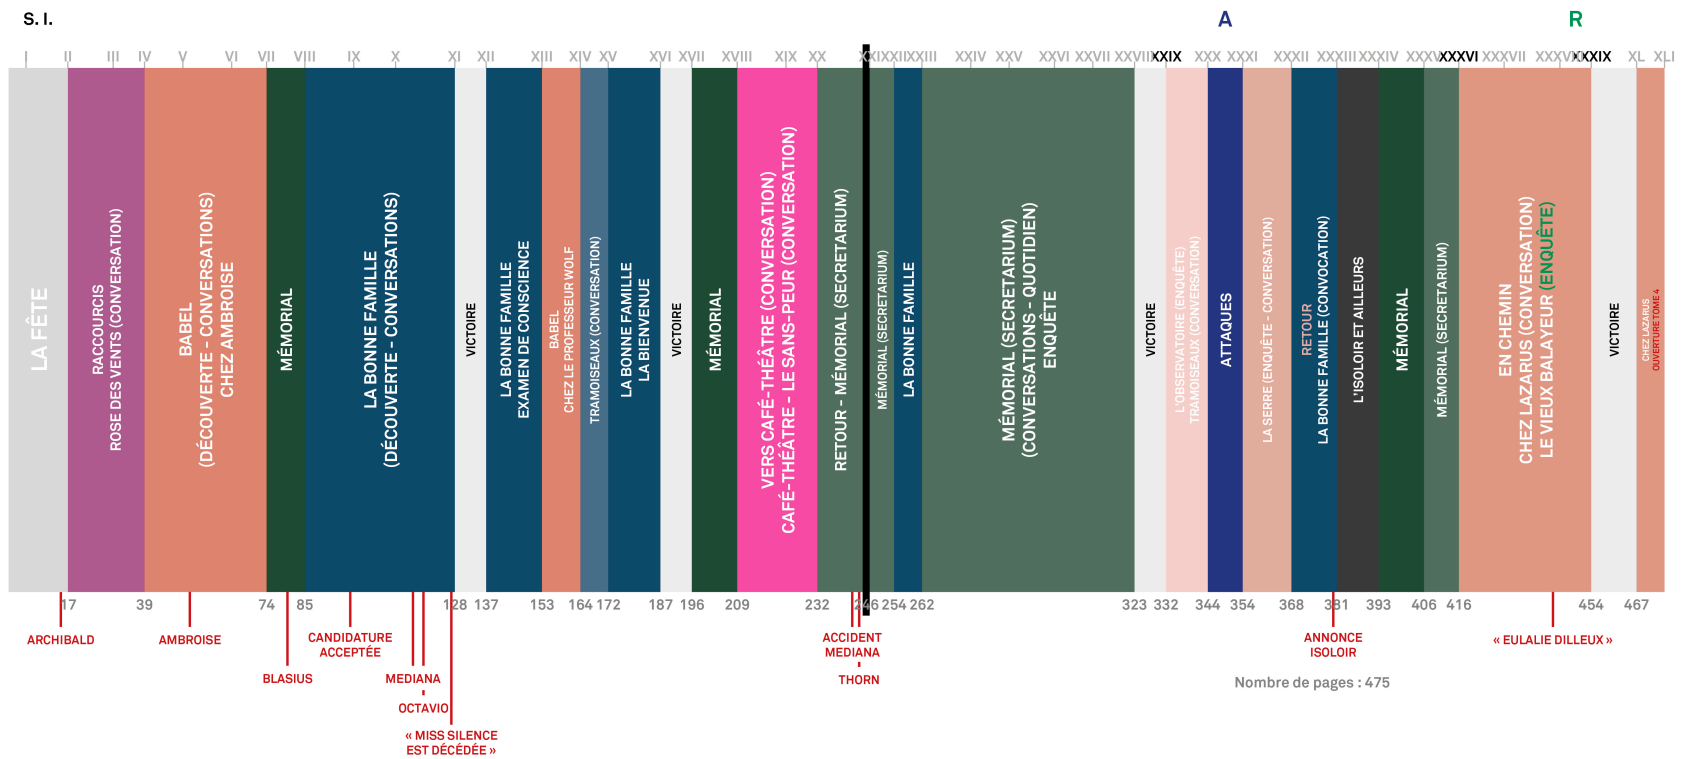 S. I.
A
R
I II III IV V VI VII VIII IX X XI XII XIII XIV XV XVI XVII XVIII XIX XX XXI XXII XXIII XXIV XXV XXVI XXVII XXVIII XXIX XXX XXXI XXXII XXXIII XXXIV XXXV XXXVI XXXVII XXXVIII XXXIX XL XLI
LA FÊTE
RACCOURCIS
ROSE DES VENTS (CONVERSATION)
BABEL
(DÉCOUVERTE - CONVERSATIONS)
CHEZ AMBROISE
MÉMORIAL
LA BONNE FAMILLE
(DÉCOUVERTE - CONVERSATIONS)
VICTOIRE
LA BONNE FAMILLE
EXAMEN DE CONSCIENCE
BABEL
CHEZ LE PROFESSEUR WOLF
TRAMOISEAUX (CONVERSATION)
LA BONNE FAMILLE
LA BIENVENUE
VICTOIRE
MÉMORIAL
VERS CAFÉ-THÉÂTRE (CONVERSATION)
CAFÉ-THÉÂTRE - LE SANS-PEUR (CONVERSATION)
RETOUR - MÉMORIAL (SECRETARIUM)
MÉMORIAL (SECRETARIUM)
LA BONNE FAMILLE
MÉMORIAL (SECRETARIUM)
(CONVERSATIONS - QUOTIDIEN)
ENQUÊTE
VICTOIRE
L'OBSERVATOIRE (ENQUÊTE)
TRAMOISEAUX (CONVERSATION)
ATTAQUES
LA SERRE (ENQUÊTE - CONVERSATION)
RETOUR
LA BONNE FAMILLE (CONVOCATION)
L'ISOLOIR ET AILLEURS
MÉMORIAL
MÉMORIAL (SECRETARIUM)
EN CHEMIN
CHEZ LAZARUS (CONVERSATION)
LE VIEUX BALAYEUR (ENQUÊTE)
VICTOIRE
CHEZ LAZARUS
OUVERTURE TOME 4
17 39 74 85 128 137 153 164 172 187 196 209 232 246 254 262 323 332 344 354 368 381 393 406 416 454 467
ARCHIBALD
AMBROISE
BLASIUS
CANDIDATURE
ACCEPTÉE
MEDIANA
OCTAVIO
« MISS SILENCE
EST DÉCÉDÉE »
ACCIDENT
MEDIANA
THORN
ANNONCE
ISOLOIR
« EULALIE DILLEUX »
Nombre de pages : 475